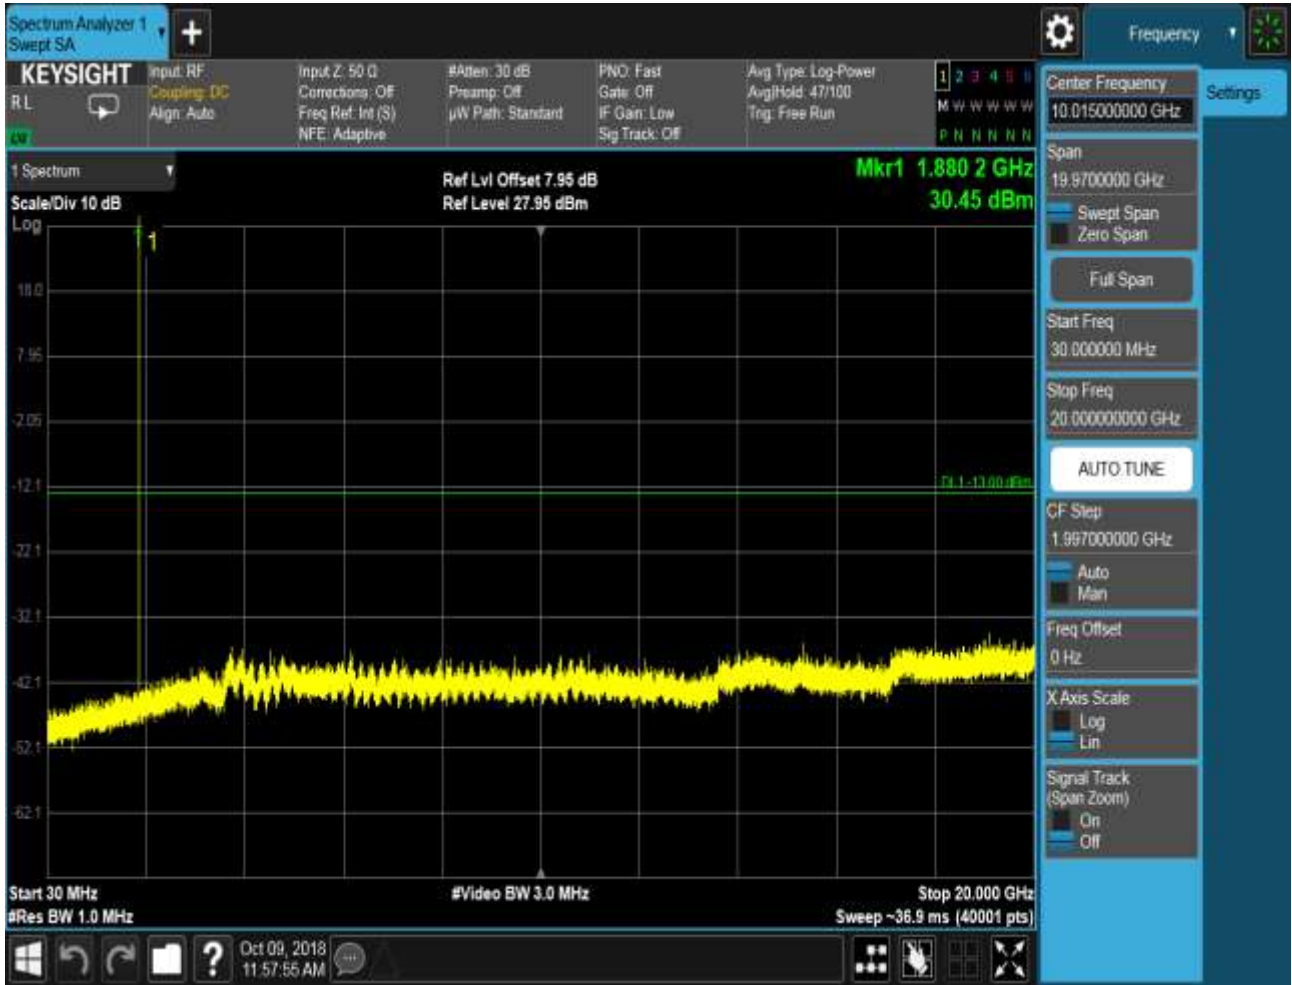 Spectrum Analyzer 1
Swept SA
Frequency
KEYSIGHT
RL
Input: RF
Coupling: DC
Align: Auto
Input Z: 50 Ω
Corrections: Off
Freq Ref: Int (S)
NFE: Adaptive
#Atten: 30 dB
Preamp: Off
µW Path: Standard
PNO: Fast
Gate: Off
IF Gain: Low
Sig Track: Off
Avg Type: Log-Power
Avg|Hold: 47/100
Trig: Free Run
1 2 3 4 5 6
M W W W W W
P N N N N N
1 Spectrum
Scale/Div 10 dB
Log
Ref Lvl Offset 7.95 dB
Ref Level 27.95 dBm
Mkr1 1.880 2 GHz
30.45 dBm
1
18.0
7.95
-2.05
-12.1
-22.1
-32.1
-42.1
-52.1
-62.1
DL1 -13.00 dBm
Start 30 MHz
#Res BW 1.0 MHz
#Video BW 3.0 MHz
Stop 20.000 GHz
Sweep ~36.9 ms (40001 pts)
Oct 09, 2018
11:57:55 AM
Center Frequency
10.015000000 GHz
Settings
Span
19.9700000 GHz
Swept Span
Zero Span
Full Span
Start Freq
30.000000 MHz
Stop Freq
20.000000000 GHz
AUTO TUNE
CF Step
1.997000000 GHz
Auto
Man
Freq Offset
0 Hz
X Axis Scale
Log
Lin
Signal Track
(Span Zoom)
On
Off